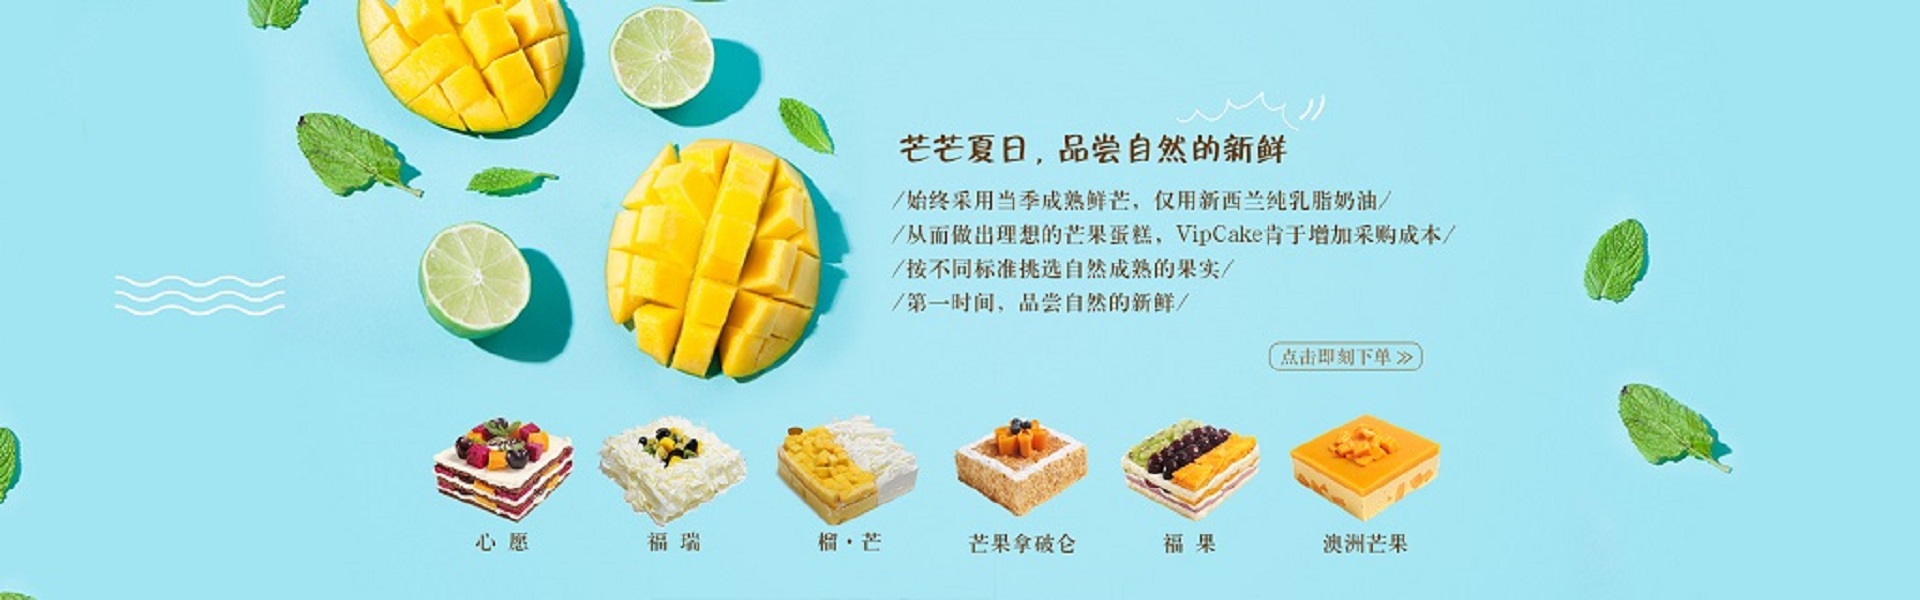 芒芒夏日，品尝自然的新鲜
/始终采用当季成熟鲜芒，仅用新西兰纯乳脂奶油/
/从而做出理想的芒果蛋糕，VipCake肯于增加采购成本/
/按不同标准挑选自然成熟的果实/
/第一时间，品尝自然的新鲜/
点击即刻下单≫
心 愿
福 瑞
榴·芒
芒果拿破仑
福 果
澳洲芒果